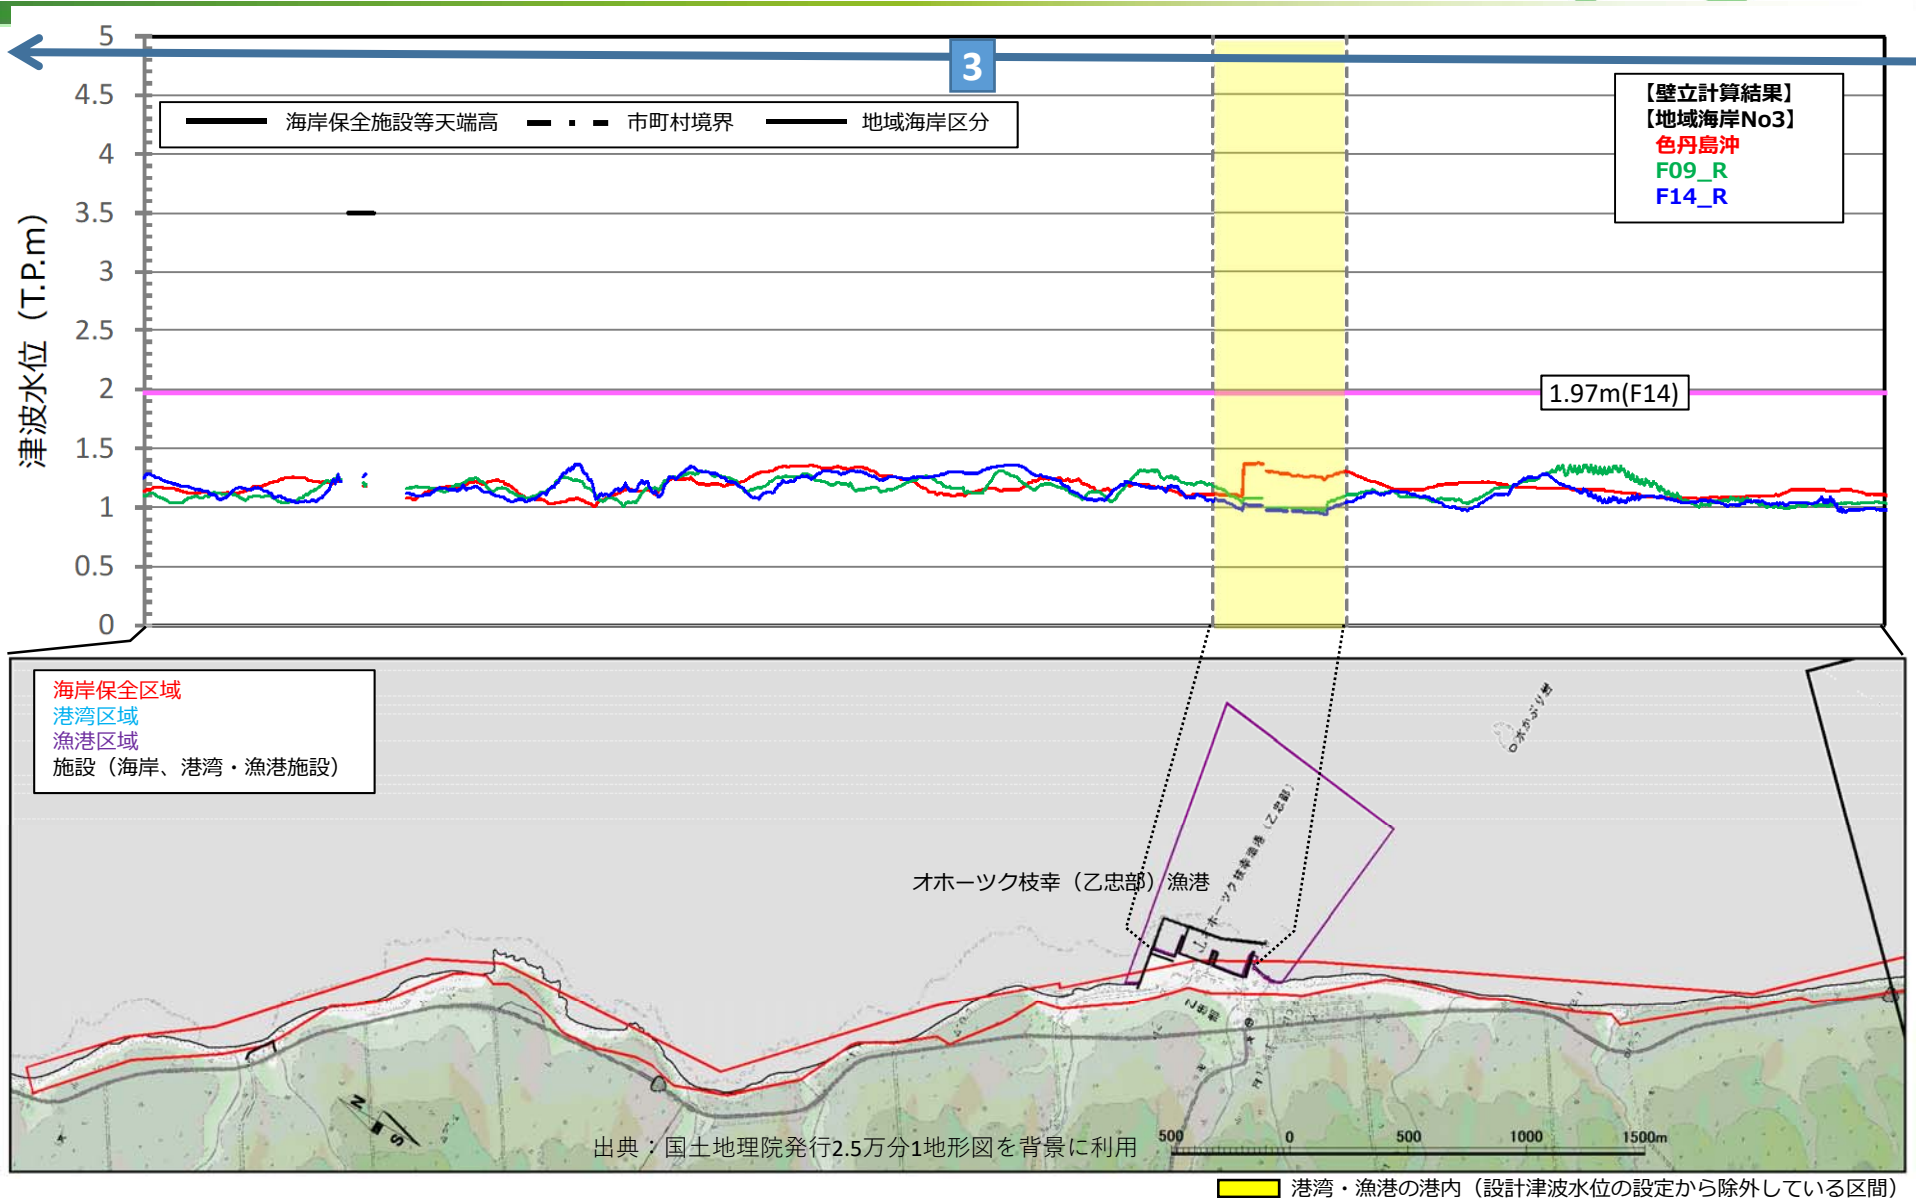 3
5
4.5
4
3.5
3
2.5
2
1.5
1
0.5
0
津波水位（T.P.m）
海岸保全施設等天端高 市町村境界 地域海岸区分
【壁立計算結果】
【地域海岸No3】
色丹島沖
F09_R
F14_R
1.97m(F14)
海岸保全区域
港湾区域
漁港区域
施設（海岸、港湾・漁港施設）
オホーツク枝幸（乙忠部）漁港
N
S
出典：国土地理院発行2.5万分1地形図を背景に利用
500 0 500 1000 1500m
港湾・漁港の港内（設計津波水位の設定から除外している区間）